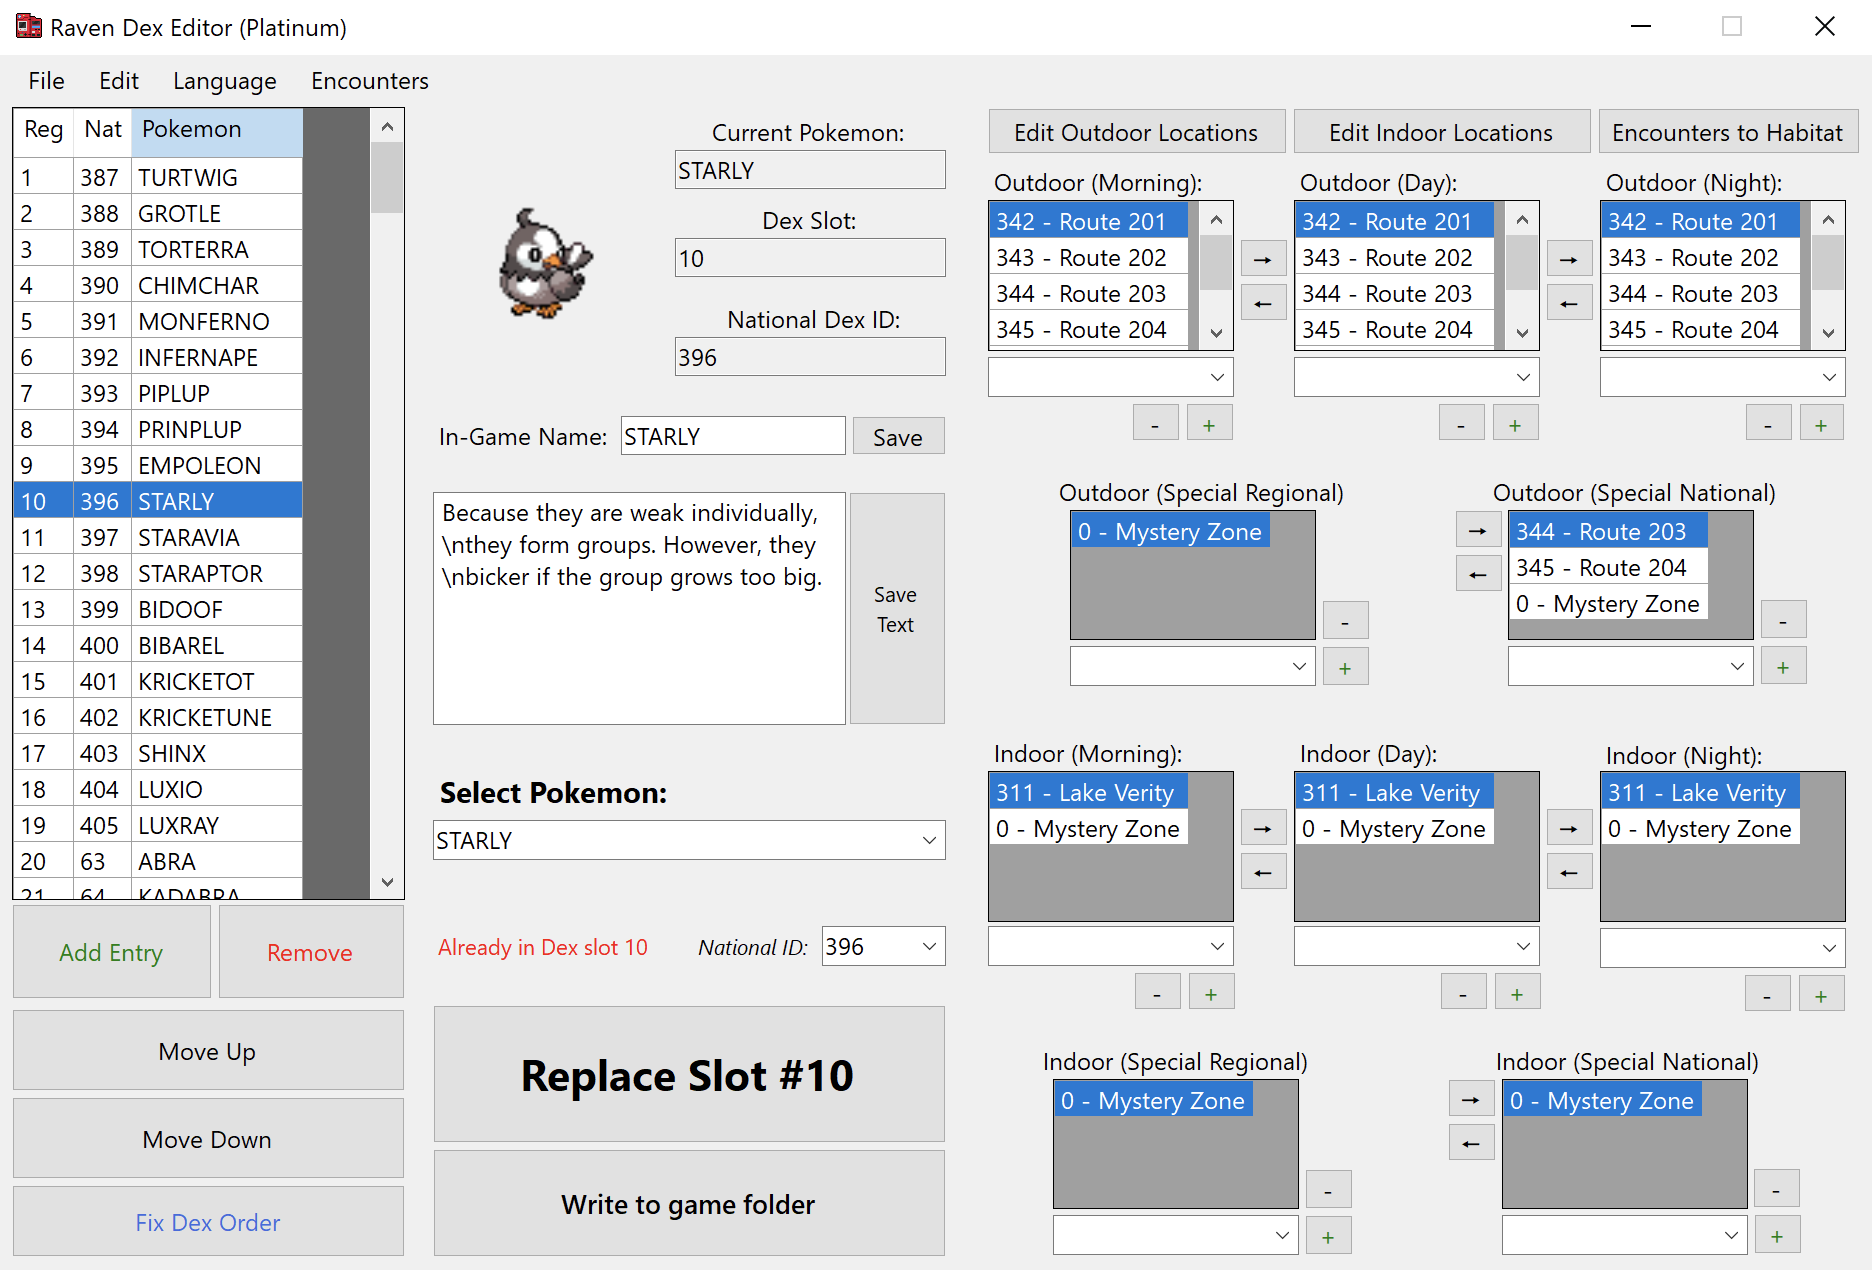 Raven Dex Editor (Platinum)
File Edit Language Encounters
Reg Nat Pokemon
1 387 TURTWIG
2 388 GROTLE
3 389 TORTERRA
4 390 CHIMCHAR
5 391 MONFERNO
6 392 INFERNAPE
7 393 PIPLUP
8 394 PRINPLUP
9 395 EMPOLEON
10 396 STARLY
11 397 STARAVIA
12 398 STARAPTOR
13 399 BIDOOF
14 400 BIBAREL
15 401 KRICKETOT
16 402 KRICKETUNE
17 403 SHINX
18 404 LUXIO
19 405 LUXRAY
20 63 ABRA
21 64 KADABRA
Add Entry
Remove
Move Up
Move Down
Fix Dex Order
Current Pokemon:
STARLY
Dex Slot:
10
National Dex ID:
396
In-Game Name: STARLY Save
Because they are weak individually,
\nthey form groups. However, they
\nbicker if the group grows too big.
Save
Text
Select Pokemon:
STARLY
Already in Dex slot 10 National ID: 396
Replace Slot #10
Write to game folder
Edit Outdoor Locations
Edit Indoor Locations
Encounters to Habitat
Outdoor (Morning):
342 - Route 201
343 - Route 202
344 - Route 203
345 - Route 204
→
←
- +
Outdoor (Day):
342 - Route 201
343 - Route 202
344 - Route 203
345 - Route 204
→
←
- +
Outdoor (Night):
342 - Route 201
343 - Route 202
344 - Route 203
345 - Route 204
- +
Outdoor (Special Regional)
0 - Mystery Zone
-
+
→
←
Outdoor (Special National)
344 - Route 203
345 - Route 204
0 - Mystery Zone
-
+
Indoor (Morning):
311 - Lake Verity
0 - Mystery Zone
→
←
- +
Indoor (Day):
311 - Lake Verity
0 - Mystery Zone
→
←
- +
Indoor (Night):
311 - Lake Verity
0 - Mystery Zone
- +
Indoor (Special Regional)
0 - Mystery Zone
-
+
→
←
Indoor (Special National)
0 - Mystery Zone
-
+